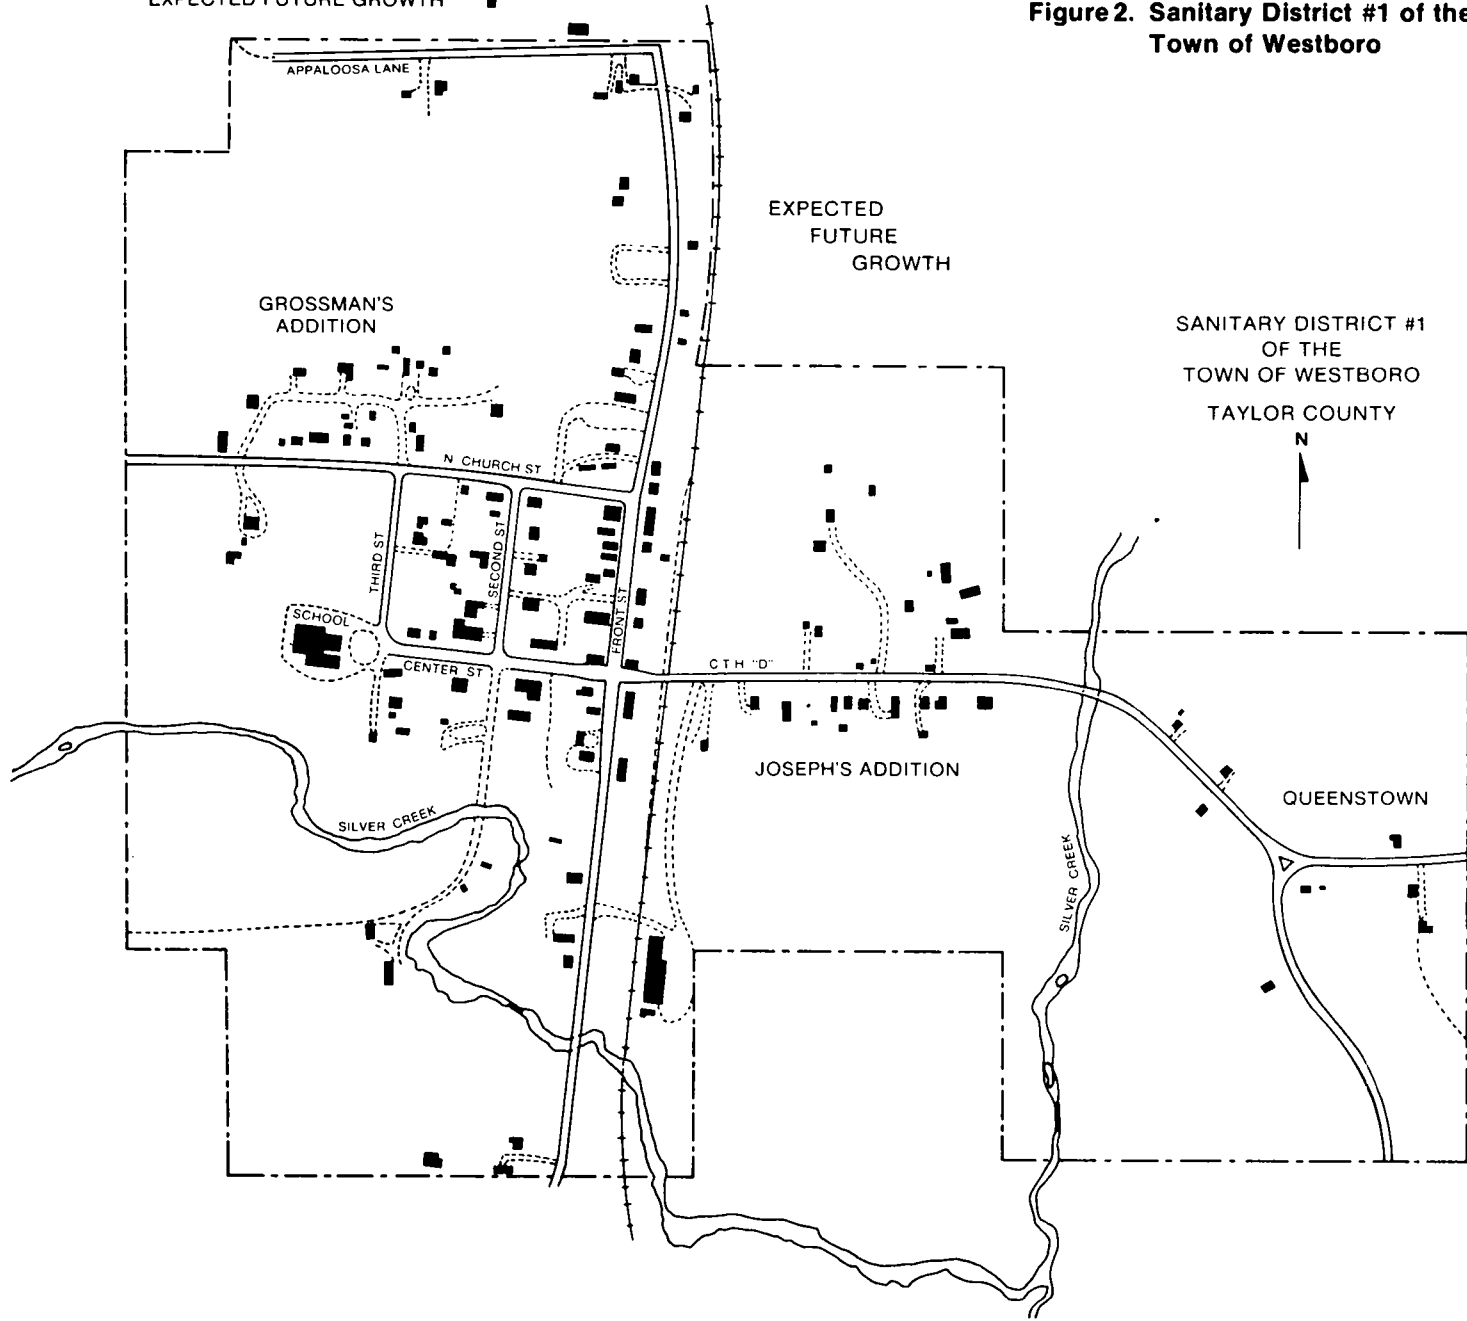 EXPECTED FUTURE GROWTH
Figure 2. Sanitary District #1 of the
Town of Westboro
APPALOOSA LANE
EXPECTED
FUTURE
GROWTH
GROSSMAN'S
ADDITION
SANITARY DISTRICT #1
OF THE
TOWN OF WESTBORO
TAYLOR COUNTY
N
N CHURCH ST
THIRD ST
SECOND ST
FRONT ST
SCHOOL
CENTER ST
C T H "D"
JOSEPH'S ADDITION
QUEENSTOWN
SILVER CREEK
SILVER CREEK